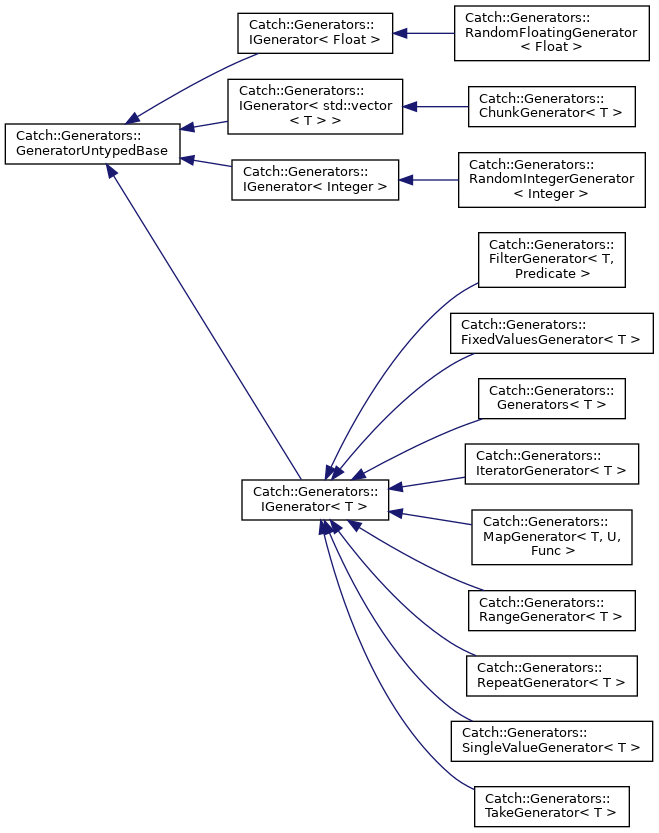 Catch::Generators::
IGenerator< Float >
Catch::Generators::
RandomFloatingGenerator
< Float >
Catch::Generators::
IGenerator< std::vector
< T > >
Catch::Generators::
ChunkGenerator< T >
Catch::Generators::
GeneratorUntypedBase
Catch::Generators::
IGenerator< Integer >
Catch::Generators::
RandomIntegerGenerator
< Integer >
Catch::Generators::
FilterGenerator< T,
Predicate >
Catch::Generators::
FixedValuesGenerator< T >
Catch::Generators::
Generators< T >
Catch::Generators::
IteratorGenerator< T >
Catch::Generators::
IGenerator< T >
Catch::Generators::
MapGenerator< T, U,
Func >
Catch::Generators::
RangeGenerator< T >
Catch::Generators::
RepeatGenerator< T >
Catch::Generators::
SingleValueGenerator< T >
Catch::Generators::
TakeGenerator< T >